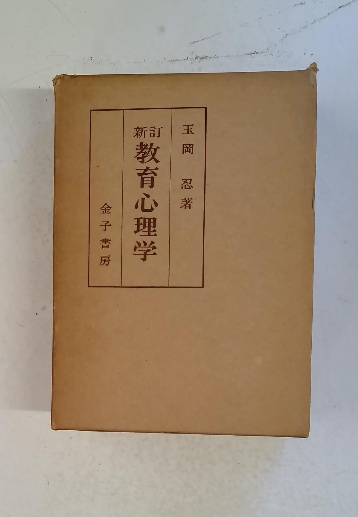 玉岡 忍著
新訂
教育心理学
金子書房